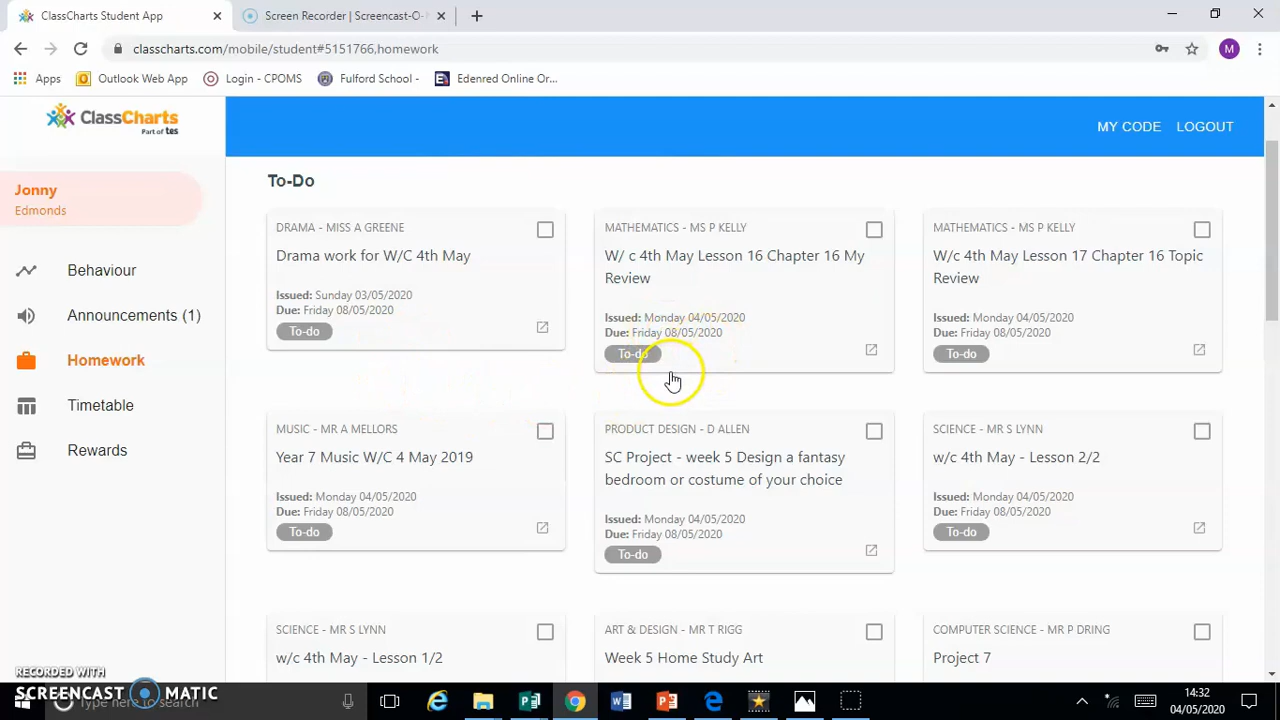 ClassCharts Student App
Screen Recorder | Screencast-O-
classcharts.com/mobile/student#5151766,homework
M
Apps
Outlook Web App
Login - CPOMS
Fulford School -
Edenred Online Or...
ClassCharts
Part of tes
MY CODE
LOGOUT
Jonny
Edmonds
Behaviour
Announcements (1)
Homework
Timetable
Rewards
To-Do
DRAMA - MISS A GREENE
Drama work for W/C 4th May
Issued: Sunday 03/05/2020
Due: Friday 08/05/2020
To-do
MATHEMATICS - MS P KELLY
W/ c 4th May Lesson 16 Chapter 16 My
Review
Issued: Monday 04/05/2020
Due: Friday 08/05/2020
To-do
MATHEMATICS - MS P KELLY
W/c 4th May Lesson 17 Chapter 16 Topic
Review
Issued: Monday 04/05/2020
Due: Friday 08/05/2020
To-do
MUSIC - MR A MELLORS
Year 7 Music W/C 4 May 2019
Issued: Monday 04/05/2020
Due: Friday 08/05/2020
To-do
PRODUCT DESIGN - D ALLEN
SC Project - week 5 Design a fantasy
bedroom or costume of your choice
Issued: Monday 04/05/2020
Due: Friday 08/05/2020
To-do
SCIENCE - MR S LYNN
w/c 4th May - Lesson 2/2
Issued: Monday 04/05/2020
Due: Friday 08/05/2020
To-do
SCIENCE - MR S LYNN
w/c 4th May - Lesson 1/2
ART & DESIGN - MR T RIGG
Week 5 Home Study Art
COMPUTER SCIENCE - MR P DRING
Project 7
RECORDED WITH
SCREENCAST MATIC
Type here to search
14:32
04/05/2020